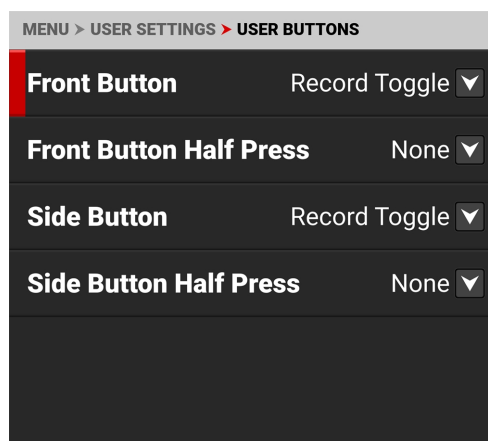 MENU > USER SETTINGS > USER BUTTONS
Front Button Record Toggle
Front Button Half Press None
Side Button Record Toggle
Side Button Half Press None